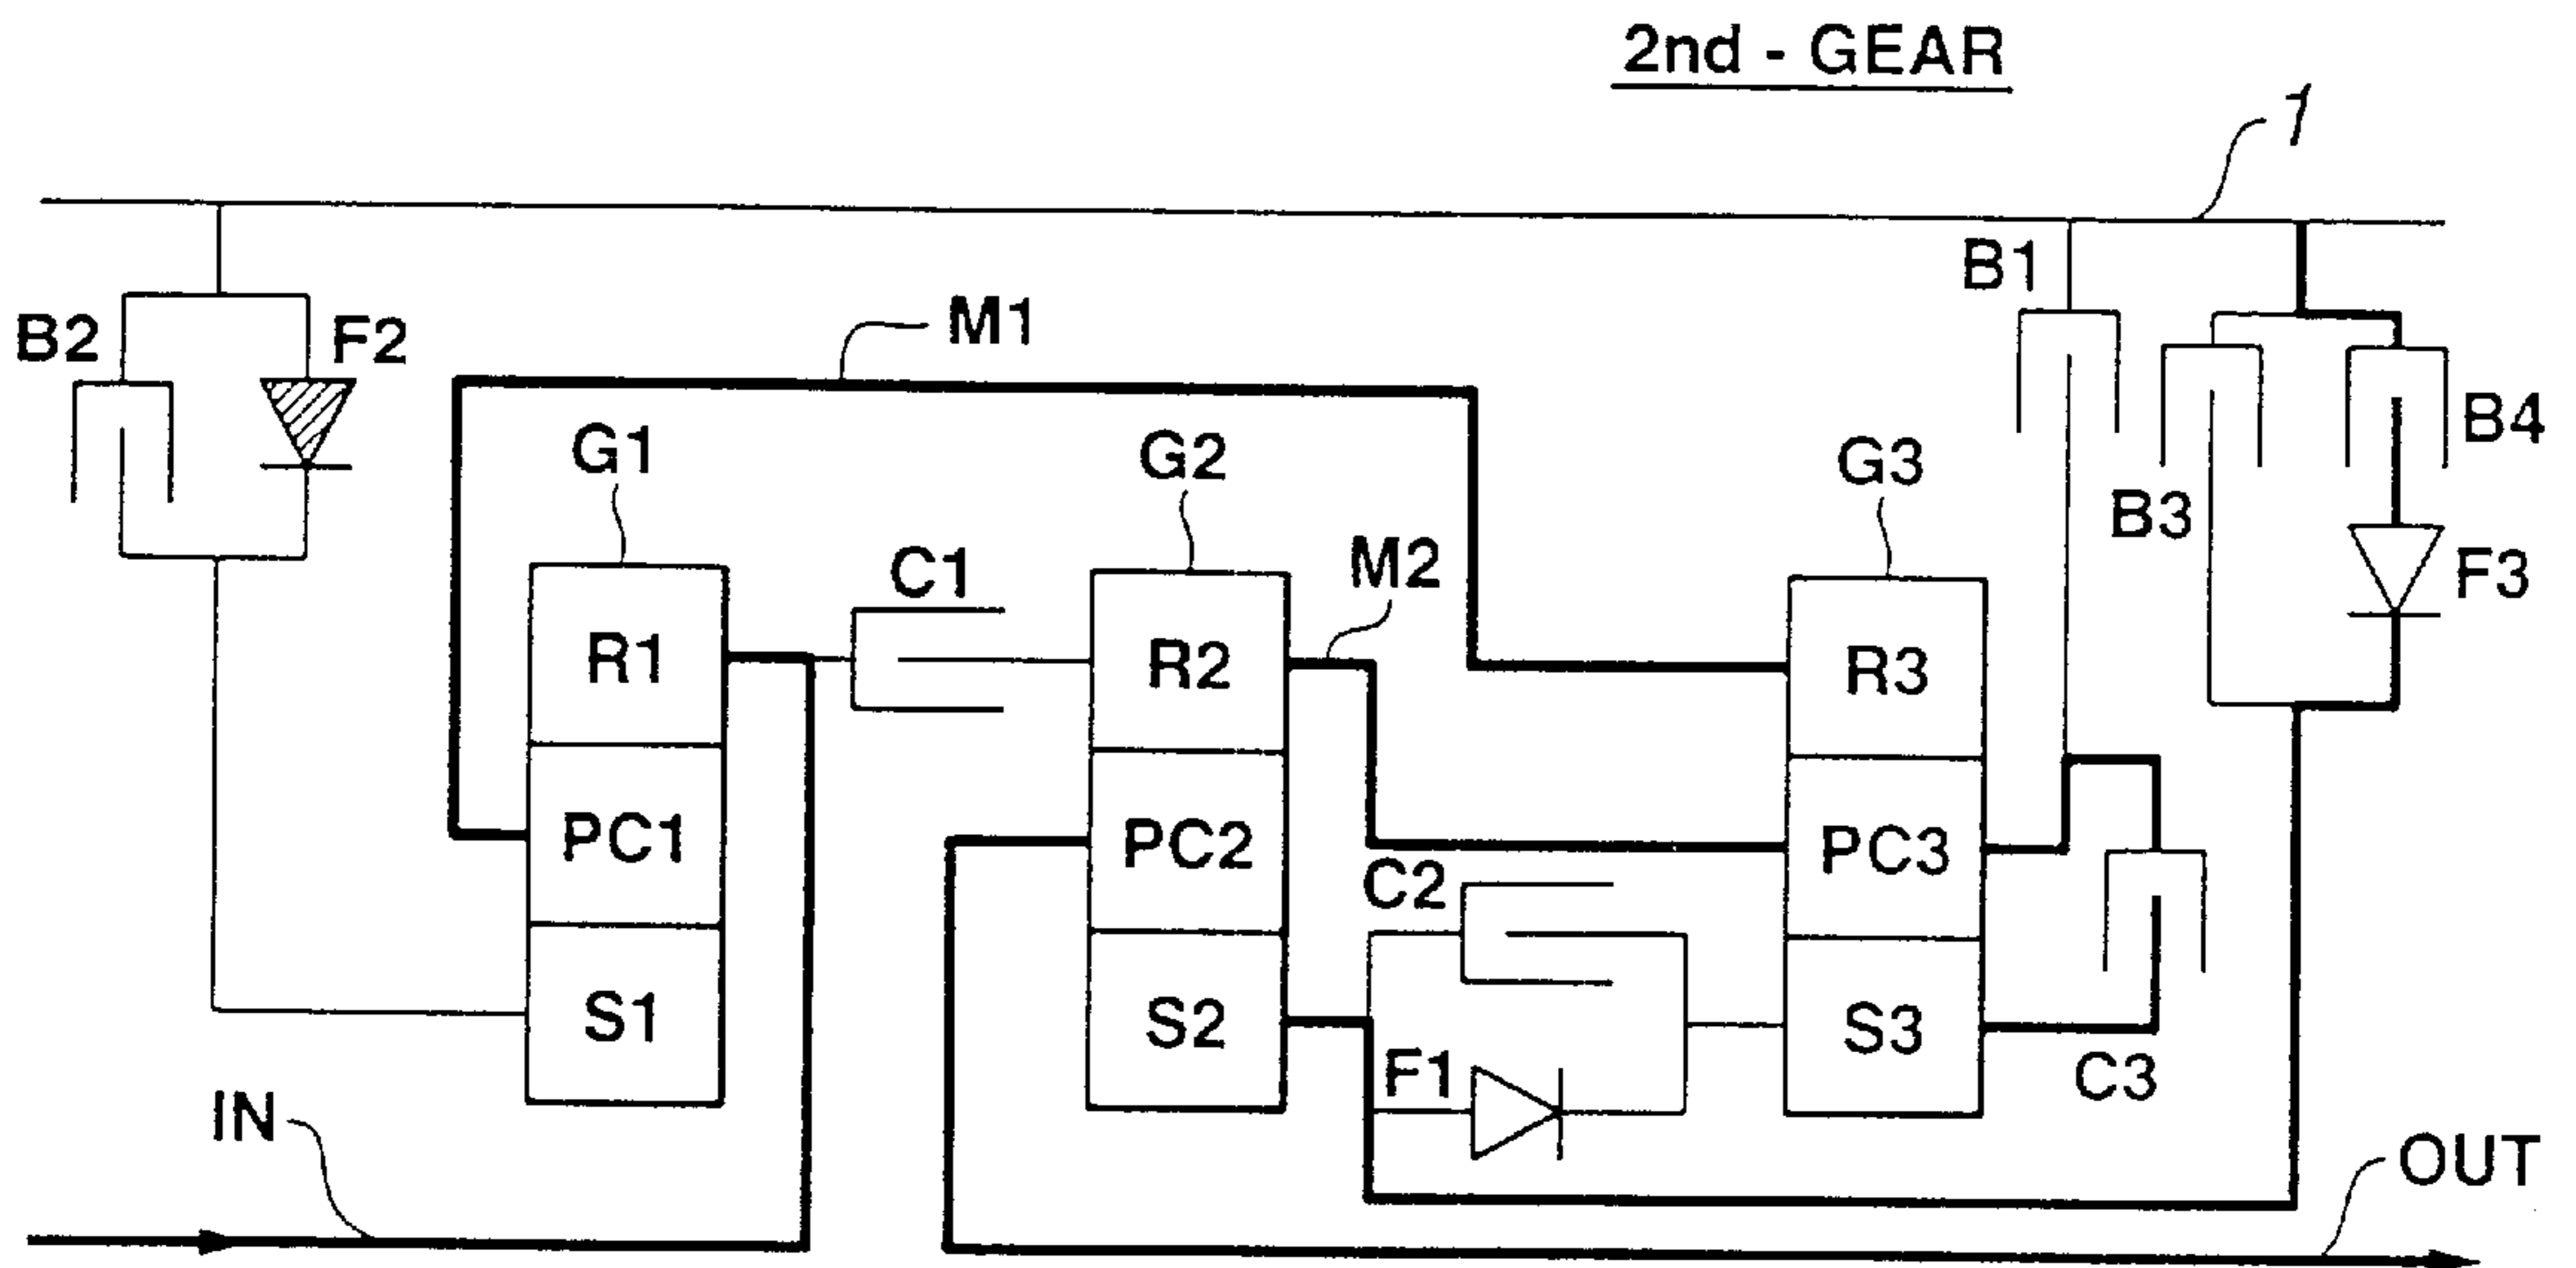 2nd - GEAR
1
B1
M1
B2
F2
B4
G1
G2
G3
B3
C1
M2
F3
R1
R2
R3
PC1
PC2
PC3
C2
S1
S2
S3
F1
C3
IN
OUT